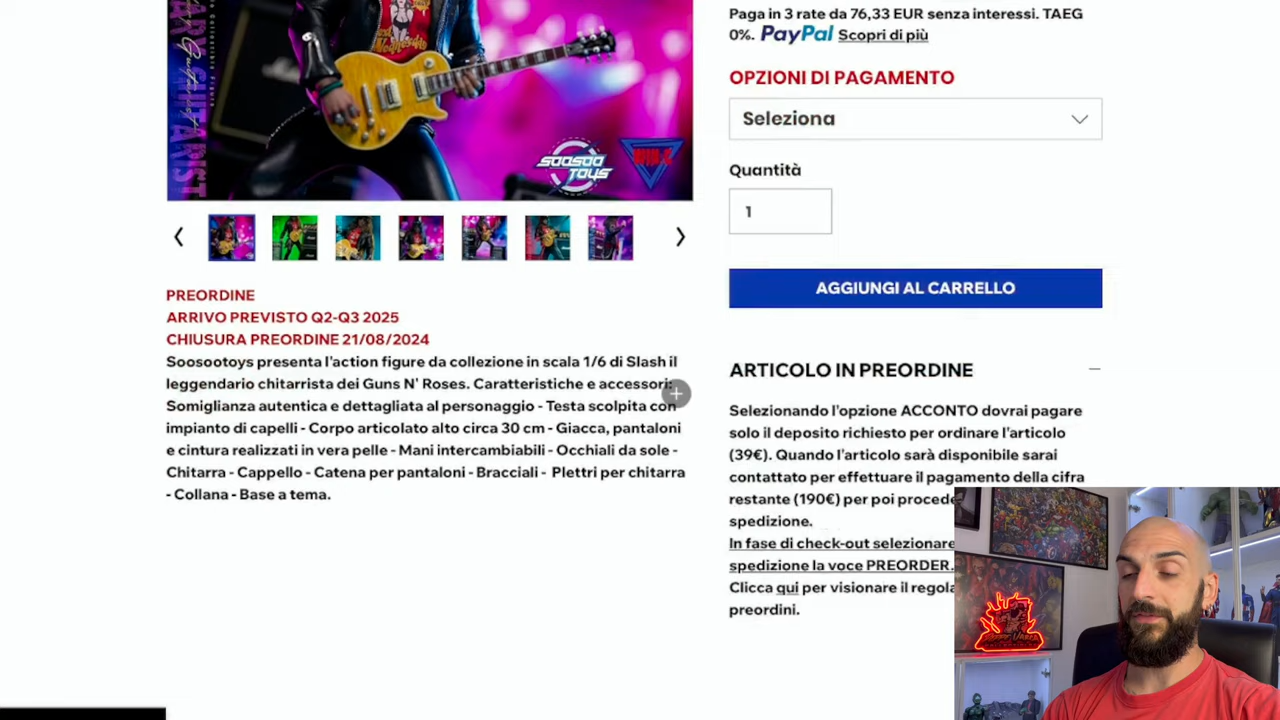 GUITARIST
Collectible Figure
SOOSOO
TOYS
Paga in 3 rate da 76,33 EUR senza interessi. TAEG
0%. PayPal Scopri di più
OPZIONI DI PAGAMENTO
Seleziona
Quantità
1
AGGIUNGI AL CARRELLO
PREORDINE
ARRIVO PREVISTO Q2-Q3 2025
CHIUSURA PREORDINE 21/08/2024
Soosootoys presenta l'action figure da collezione in scala 1/6 di Slash il
leggendario chitarrista dei Guns N' Roses. Caratteristiche e accessori:
Somiglianza autentica e dettagliata al personaggio - Testa scolpita con
impianto di capelli - Corpo articolato alto circa 30 cm - Giacca, pantaloni
e cintura realizzati in vera pelle - Mani intercambiabili - Occhiali da sole -
Chitarra - Cappello - Catena per pantaloni - Bracciali - Plettri per chitarra
- Collana - Base a tema.
ARTICOLO IN PREORDINE
Selezionando l'opzione ACCONTO dovrai pagare
solo il deposito richiesto per ordinare l'articolo
(39€). Quando l'articolo sarà disponibile sarai
contattato per effettuare il pagamento della cifra
restante (190€) per poi procede
spedizione.
In fase di check-out selezionare
spedizione la voce PREORDER.
Clicca qui per visionare il regola
preordini.